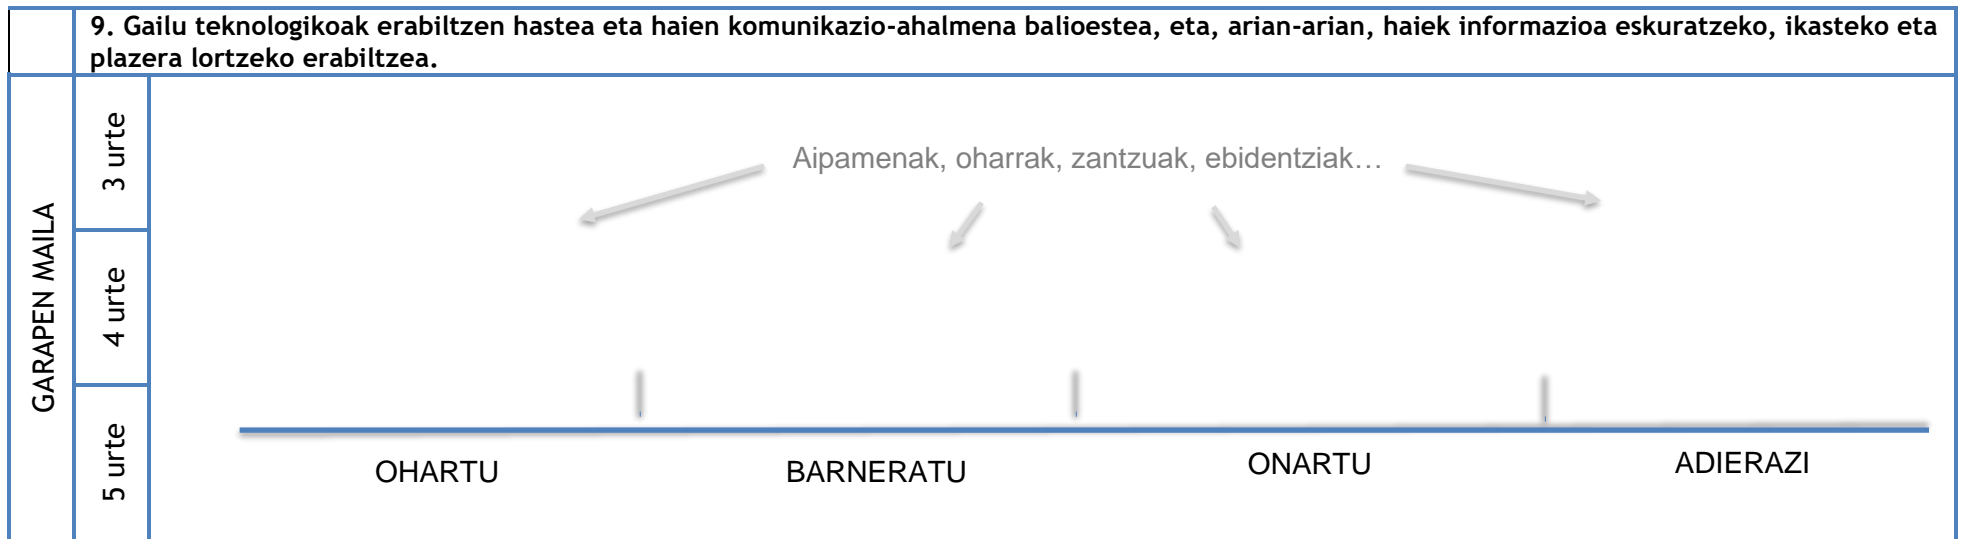 9. Gailu teknologikoak erabiltzen hastea eta haien komunikazio-ahalmena balioestea, eta, arian-arian, haiek informazioa eskuratzeko, ikasteko eta
plazera lortzeko erabiltzea.
GARAPEN MAILA
3 urte
4 urte
5 urte
Aipamenak, oharrak, zantzuak, ebidentziak…
OHARTU
BARNERATU
ONARTU
ADIERAZI